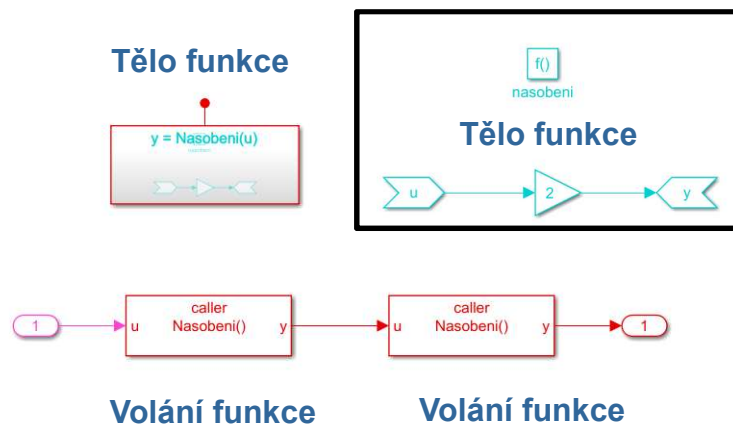 Tělo funkce
y = Nasobeni(u)
f()
nasobeni
Tělo funkce
u
2
y
1
caller
u Nasobeni() y
caller
u Nasobeni() y
1
Volání funkce
Volání funkce